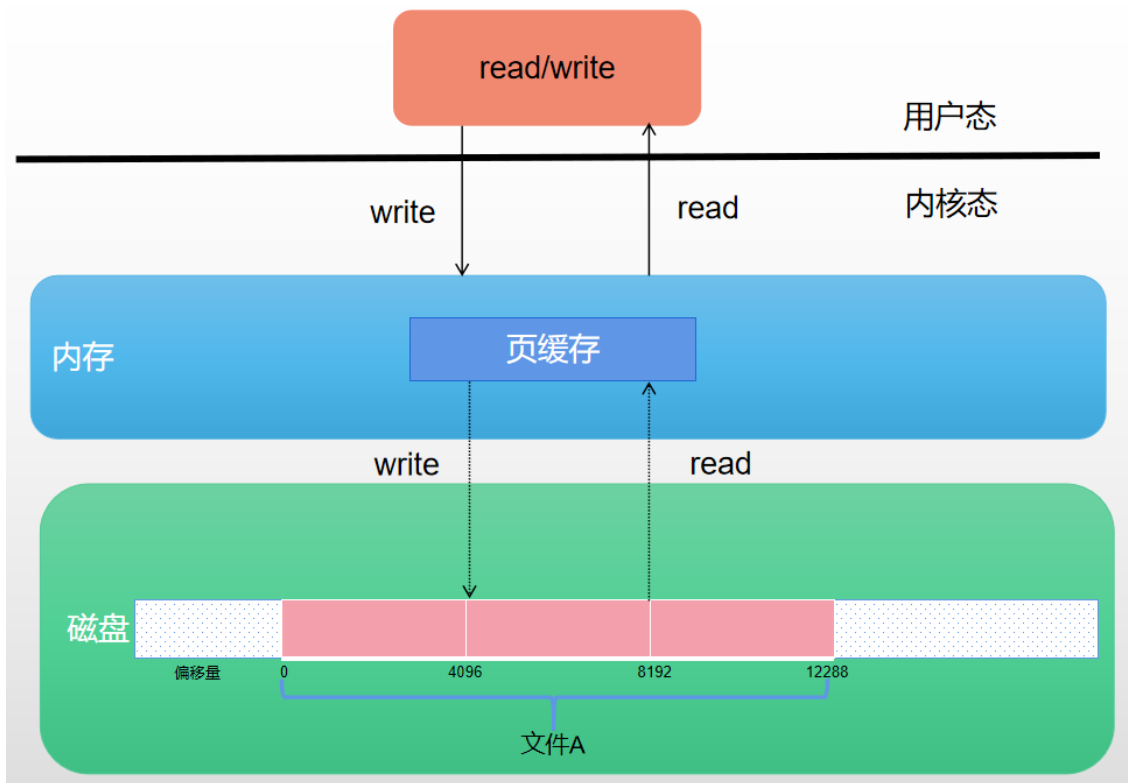 read/write
用户态
内核态
write
read
内存
页缓存
write
read
磁盘
偏移量
0
4096
8192
12288
文件A